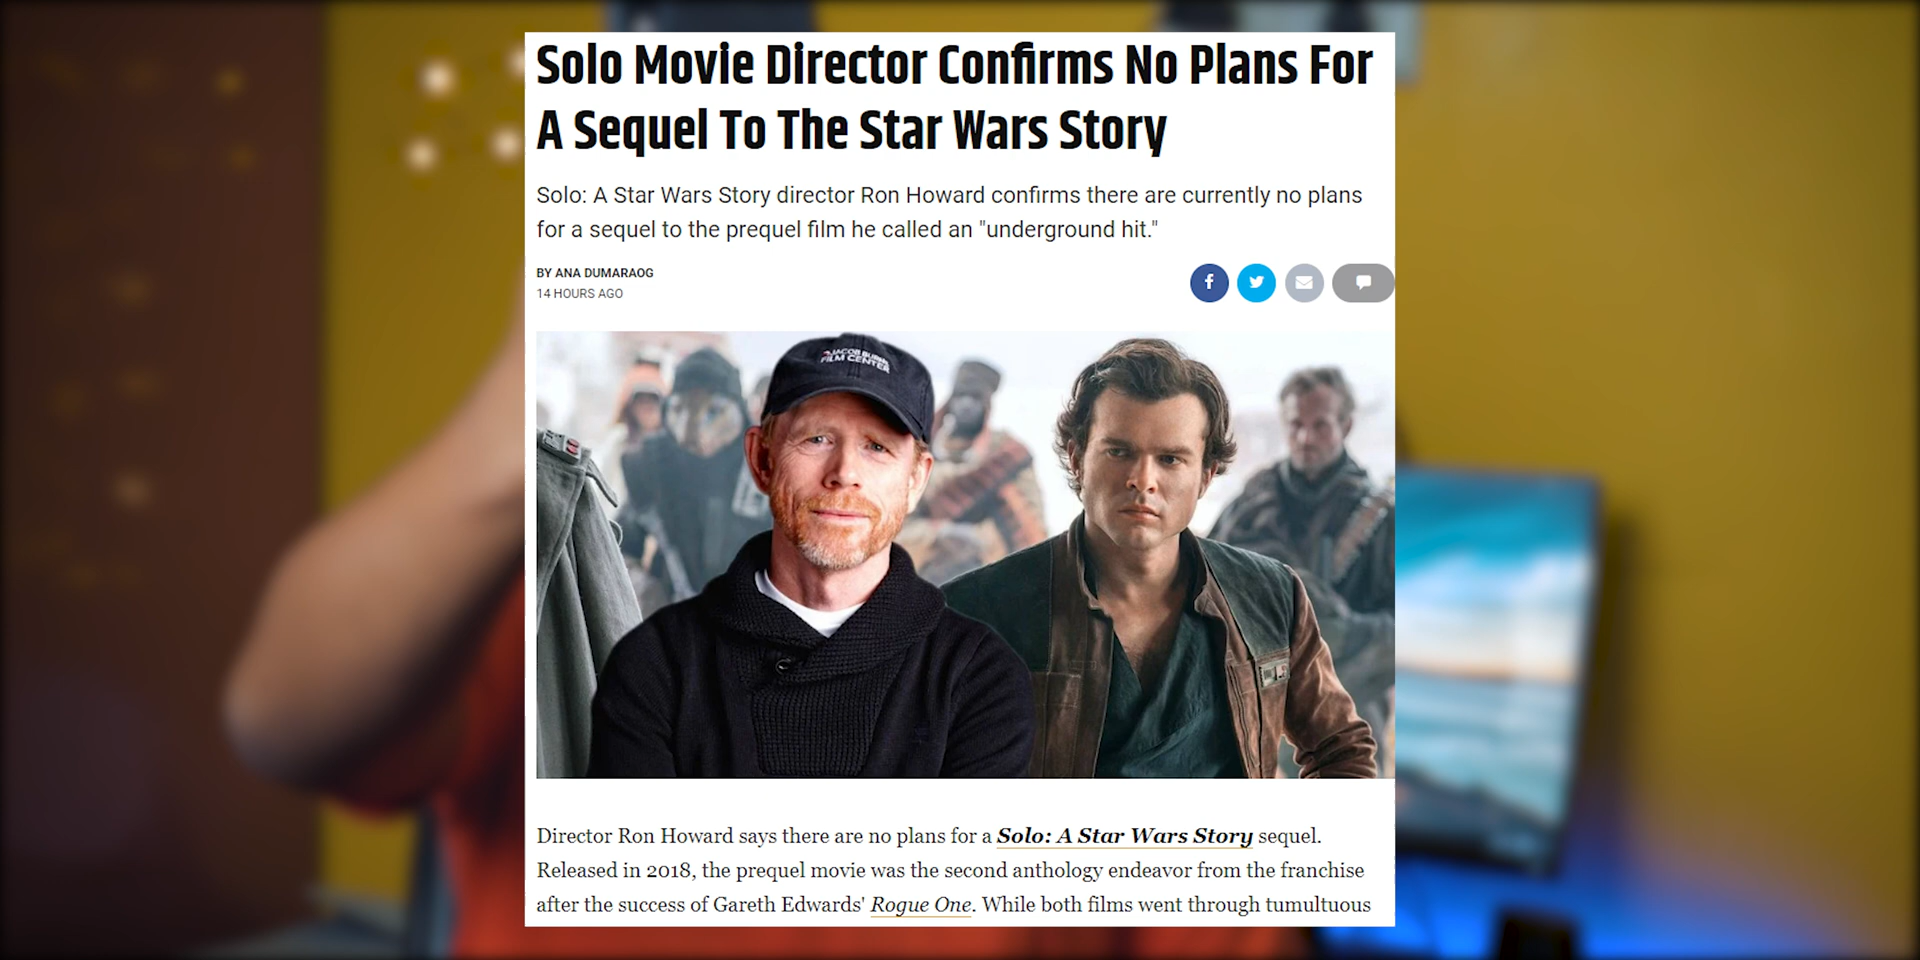 Solo Movie Director Confirms No Plans For
A Sequel To The Star Wars Story
Solo: A Star Wars Story director Ron Howard confirms there are currently no plans
for a sequel to the prequel film he called an "underground hit."
BY ANA DUMARAOG
14 HOURS AGO
JACOB BURNS
FILM CENTER
Director Ron Howard says there are no plans for a Solo: A Star Wars Story sequel.
Released in 2018, the prequel movie was the second anthology endeavor from the franchise
after the success of Gareth Edwards' Rogue One. While both films went through tumultuous